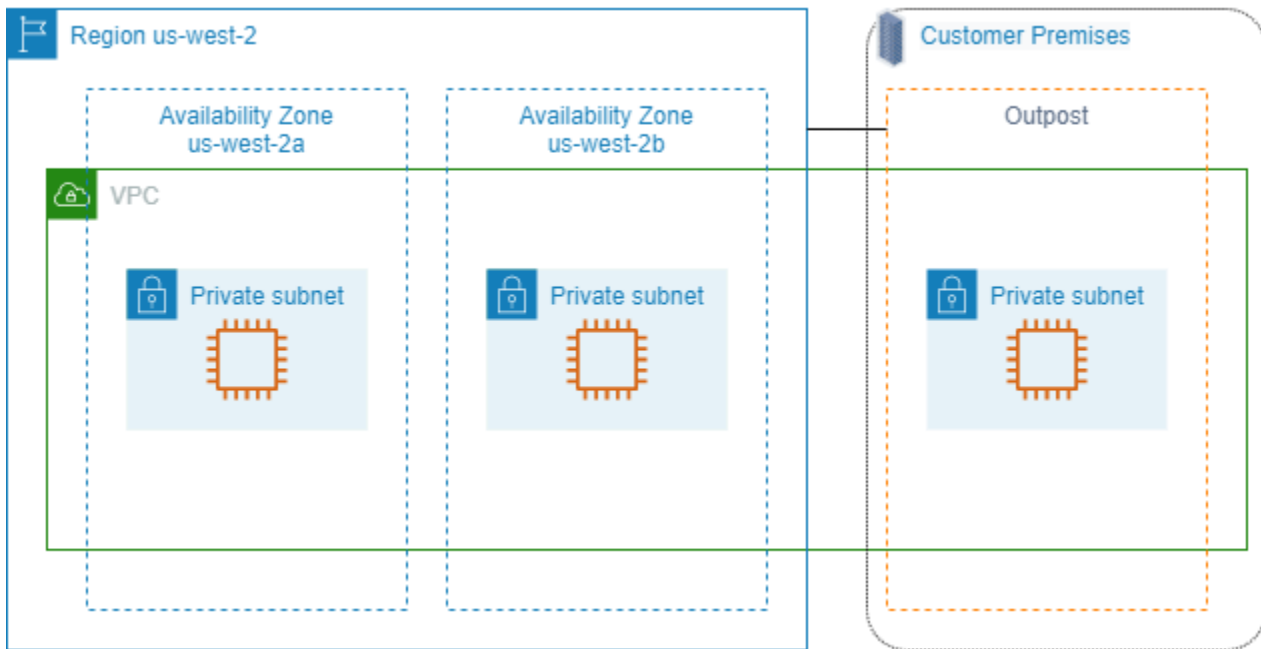 Region us-west-2
Customer Premises
Availability Zone
us-west-2a
Availability Zone
us-west-2b
Outpost
VPC
Private subnet
Private subnet
Private subnet